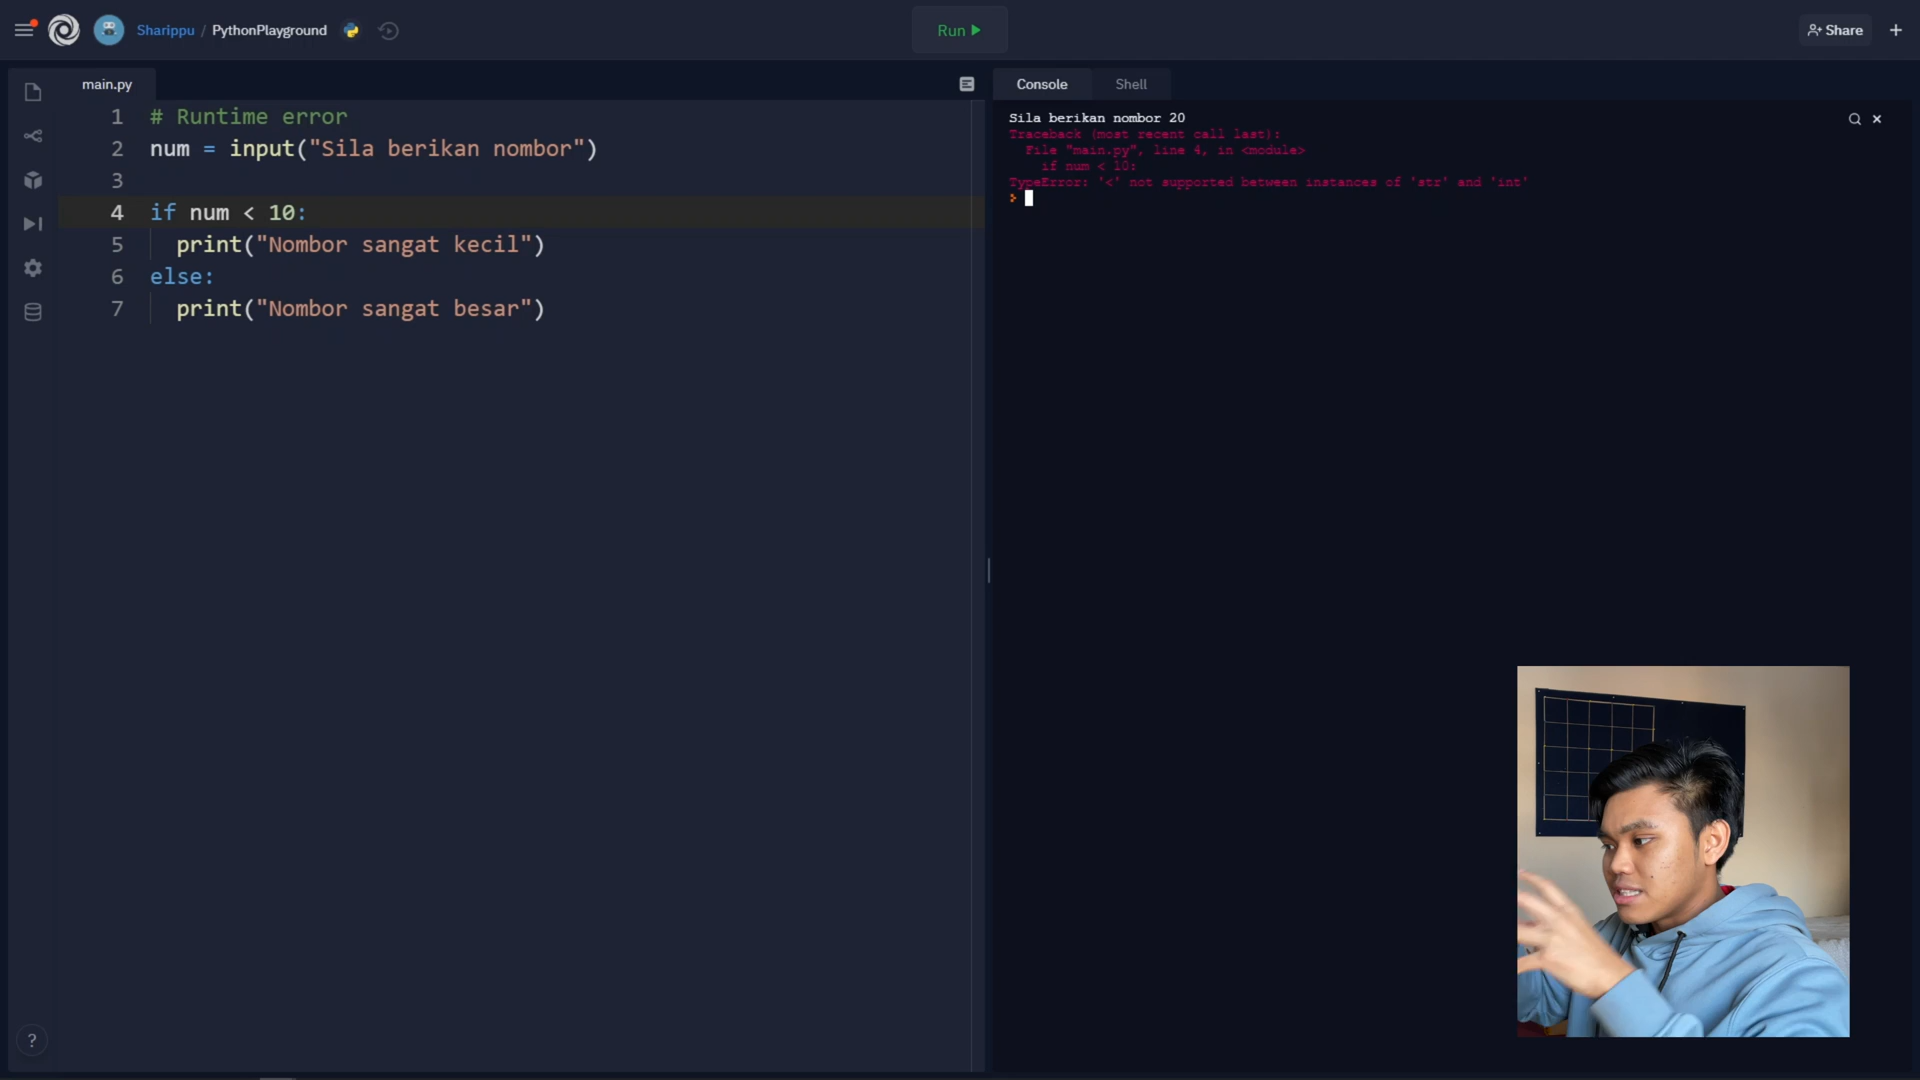 Sharippu / PythonPlayground
Run
Share
main.py
1 # Runtime error
2 num = input("Sila berikan nombor")
3
4 if num < 10:
5 print("Nombor sangat kecil")
6 else:
7 print("Nombor sangat besar")
?
Console Shell
Sila berikan nombor 20
Traceback (most recent call last):
File "main.py", line 4, in <module>
if num < 10:
TypeError: '<' not supported between instances of 'str' and 'int'